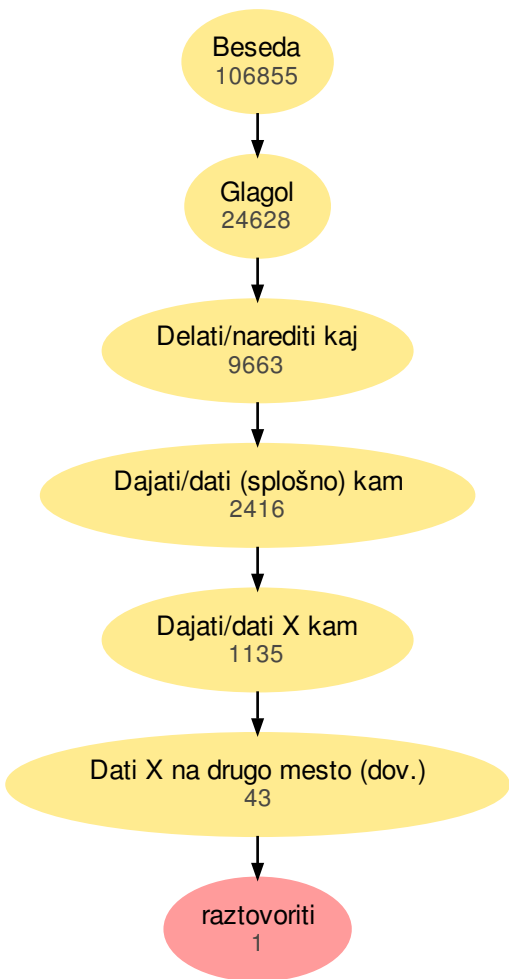 Beseda
106855
Glagol
24628
Delati/narediti kaj
9663
Dajati/dati (splošno) kam
2416
Dajati/dati X kam
1135
Dati X na drugo mesto (dov.)
43
raztovoriti
1